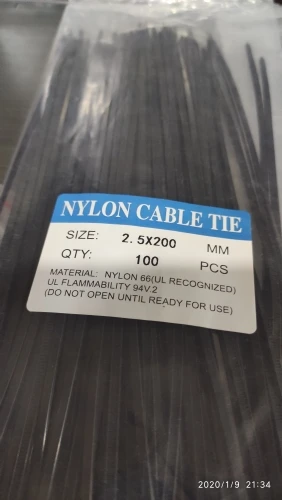 NYLON CABLE TIE
SIZE: 2.5X200 MM
QTY: 100 PCS
MATERIAL: NYLON 66(UL RECOGNIZED)
UL FLAMMABILITY 94V.2
(DO NOT OPEN UNTIL READY FOR USE)
2020/1/9 21:34